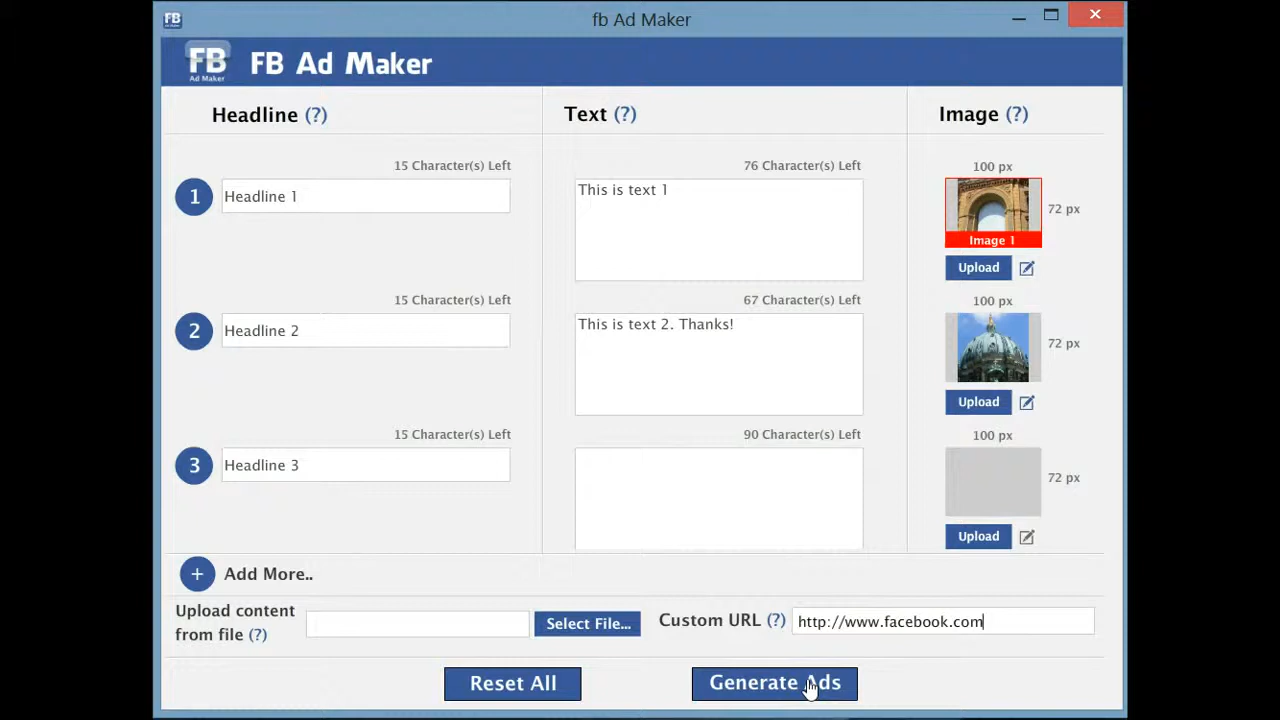 FB
Ad Maker
fb Ad Maker
FB
Ad Maker
FB Ad Maker
Headline (?)
Text (?)
Image (?)
15 Character(s) Left
76 Character(s) Left
100 px
1
Headline 1
This is text 1
72 px
Image 1
Upload
15 Character(s) Left
67 Character(s) Left
100 px
2
Headline 2
This is text 2. Thanks!
72 px
Upload
15 Character(s) Left
90 Character(s) Left
100 px
3
Headline 3
72 px
Upload
+ Add More..
Upload content
from file (?)
Select File...
Custom URL (?)
http://www.facebook.com
Reset All
Generate Ads